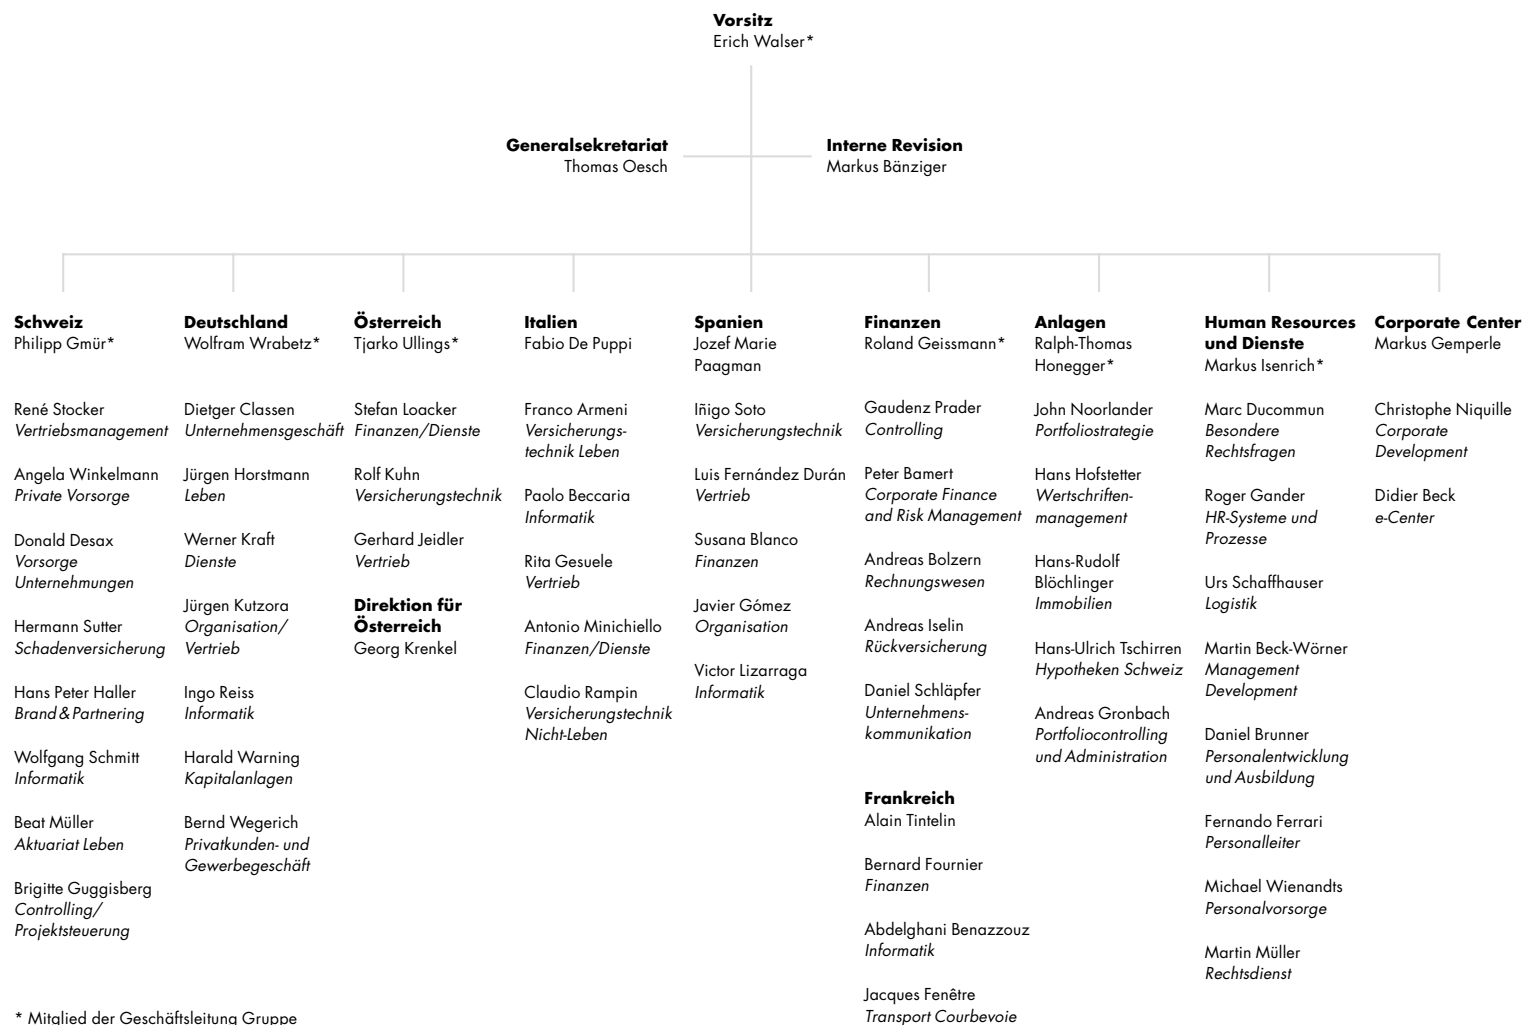 Vorsitz
Erich Walser*
Generalsekretariat
Thomas Oesch
Interne Revision
Markus Bänziger
Schweiz
Philipp Gmür*
René Stocker
Vertriebsmanagement
Angela Winkelmann
Private Vorsorge
Donald Desax
Vorsorge
Unternehmungen
Hermann Sutter
Schadenversicherung
Hans Peter Haller
Brand & Partnering
Wolfgang Schmitt
Informatik
Beat Müller
Aktuariat Leben
Brigitte Guggisberg
Controlling/
Projektsteuerung
Deutschland
Wolfram Wrabetz*
Dietger Classen
Unternehmensgeschäft
Jürgen Horstmann
Leben
Werner Kraft
Dienste
Jürgen Kutzora
Organisation/
Vertrieb
Ingo Reiss
Informatik
Harald Warning
Kapitalanlagen
Bernd Wegerich
Privatkunden- und
Gewerbegeschäft
Österreich
Tjarko Ullings*
Stefan Loacker
Finanzen/Dienste
Rolf Kuhn
Versicherungstechnik
Gerhard Jeidler
Vertrieb
Direktion für
Österreich
Georg Krenkel
Italien
Fabio De Puppi
Franco Armeni
Versicherungs-
technik Leben
Paolo Beccaria
Informatik
Rita Gesuele
Vertrieb
Antonio Minichiello
Finanzen/Dienste
Claudio Rampin
Versicherungstechnik
Nicht-Leben
Spanien
Jozef Marie
Paagman
Iñigo Soto
Versicherungstechnik
Luis Fernández Durán
Vertrieb
Susana Blanco
Finanzen
Javier Gómez
Organisation
Victor Lizarraga
Informatik
Finanzen
Roland Geissmann*
Gaudenz Prader
Controlling
Peter Bamert
Corporate Finance
and Risk Management
Andreas Bolzern
Rechnungswesen
Andreas Iselin
Rückversicherung
Daniel Schläpfer
Unternehmens-
kommunikation
Frankreich
Alain Tintelin
Bernard Fournier
Finanzen
Abdelghani Benazzouz
Informatik
Jacques Fenêtre
Transport Courbevoie
Anlagen
Ralph-Thomas
Honegger*
John Noorlander
Portfoliostrategie
Hans Hofstetter
Wertschriften-
management
Hans-Rudolf
Blöchlinger
Immobilien
Hans-Ulrich Tschirren
Hypotheken Schweiz
Andreas Gronbach
Portfoliocontrolling
und Administration
Human Resources
und Dienste
Markus Isenrich*
Marc Ducommun
Besondere
Rechtsfragen
Roger Gander
HR-Systeme und
Prozesse
Urs Schaffhauser
Logistik
Martin Beck-Wörner
Management
Development
Daniel Brunner
Personalentwicklung
und Ausbildung
Fernando Ferrari
Personalleiter
Michael Wienandts
Personalvorsorge
Martin Müller
Rechtsdienst
Corporate Center
Markus Gemperle
Christophe Niquille
Corporate
Development
Didier Beck
e-Center
* Mitglied der Geschäftsleitung Gruppe